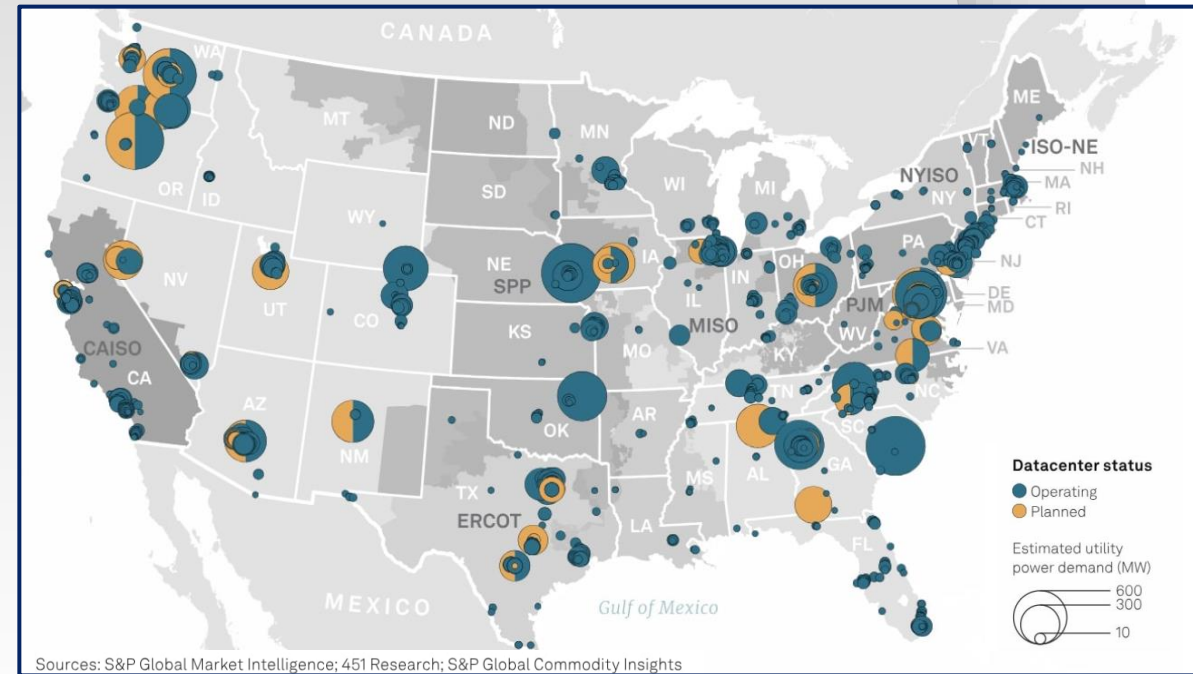 CANADA
WA
MT
ND
MN
ME
VT
ISO-NE
NH
OR
ID
SD
WI
MI
NYISO
NY
MA
RI
CT
WY
IA
PA
NE
SPP
NV
UT
CO
IL
IN
OH
NJ
DE
MD
PJM
WV
VA
KS
MO
MISO
KY
CAISO
CA
AZ
NM
OK
AR
TN
NC
SC
TX
ERCOT
LA
MS
AL
GA
FL
MEXICO
Gulf of Mexico
Datacenter status
Operating
Planned
Estimated utility
power demand (MW)
600
300
10
Sources: S&P Global Market Intelligence; 451 Research; S&P Global Commodity Insights